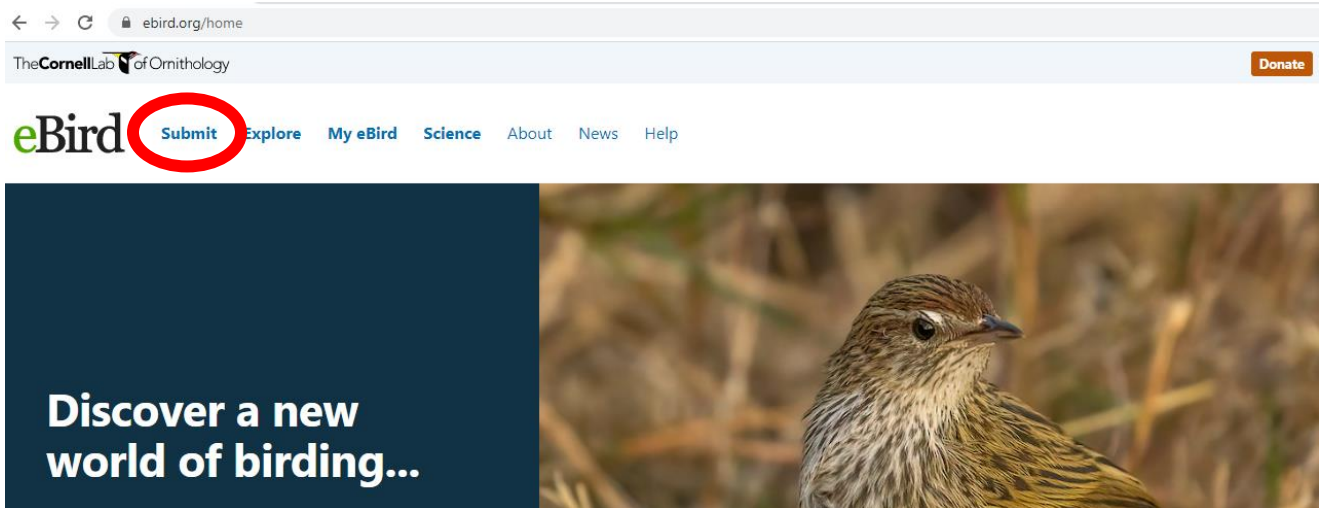 ebird.org/home
TheCornellLab of Ornithology
Donate
eBird Submit Explore My eBird Science About News Help
Discover a new
world of birding...